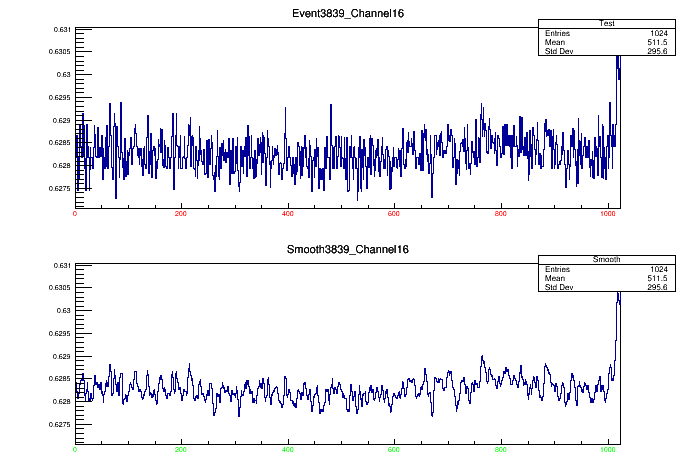 Event3839_Channel16
Test
Entries 1024
Mean 511.5
Std Dev 295.6
0.631
0.6305
0.63
0.6295
0.629
0.6285
0.628
0.6275
0 200 400 600 800 1000
Smooth3839_Channel16
Smooth
Entries 1024
Mean 511.5
Std Dev 295.6
0.631
0.6305
0.63
0.6295
0.629
0.6285
0.628
0.6275
0 200 400 600 800 1000